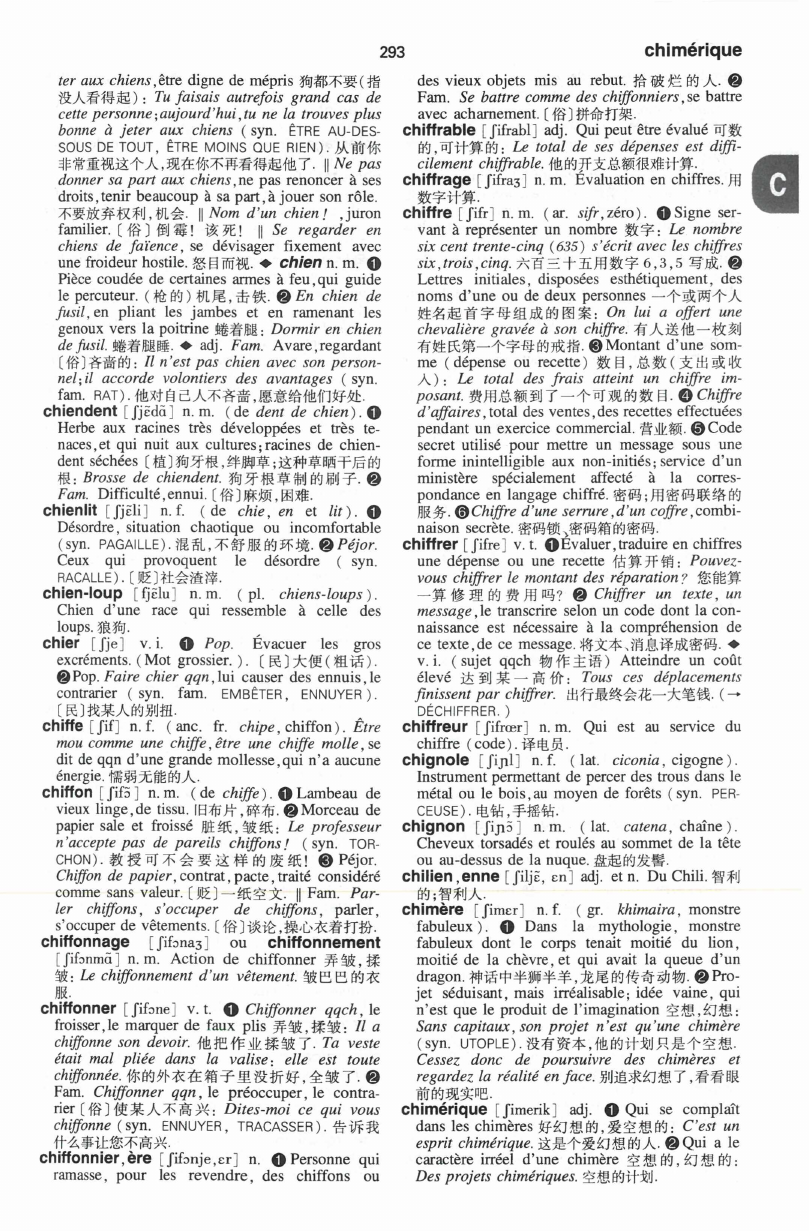 293
chimérique
ter aux chiens,être digne de mépris 狗都不要(指
没人看得起): Tu faisais autrefois grand cas de
cette personne;aujourd'hui,tu ne la trouves plus
bonne à jeter aux chiens ( syn. ÊTRE AU-DES-
SOUS DE TOUT, ÊTRE MOINS QUE RIEN). 从前你
非常重视这个人,现在你不再看得起他了. ‖ Ne pas
donner sa part aux chiens,ne pas renoncer à ses
droits,tenir beaucoup à sa part,à jouer son rôle.
不要放弃权利,机会. ‖ Nom d'un chien! ,juron
familier. [俗] 倒霉! 该死! ‖ Se regarder en
chiens de faïence, se dévisager fixement avec
une froideur hostile. 怒目而视. ◆ chien n. m. ❶
Pièce coudée de certaines armes à feu,qui guide
le percuteur. (枪的) 机尾,击铁. ❷ En chien de
fusil, en pliant les jambes et en ramenant les
genoux vers la poitrine 蜷着腿: Dormir en chien
de fusil. 蜷着腿睡. ◆ adj. Fam. Avare,regardant
[俗]吝啬的: Il n'est pas chien avec son person-
nel;il accorde volontiers des avantages ( syn.
fam. RAT). 他对自己人不吝啬,愿意给他们好处.
chiendent [ʃjɛ̃dɑ̃] n. m. (de dent de chien). ❶
Herbe aux racines très développées et très te-
naces,et qui nuit aux cultures;racines de chien-
dent séchées [植]狗牙根,绊脚草;这种草晒干后的
根: Brosse de chiendent. 狗牙根草制的刷子. ❷
Fam. Difficulté,ennui. [俗]麻烦,困难.
chienlit [ʃjɛ̃li] n. f. ( de chie, en et lit). ❶
Désordre, situation chaotique ou incomfortable
(syn. PAGAILLE). 混乱,不舒服的环境. ❷ Péjor.
Ceux qui provoquent le désordre ( syn.
RACALLE). [贬]社会渣滓.
chien-loup [fjɛ̃lu] n. m. ( pl. chiens-loups ).
Chien d'une race qui ressemble à celle des
loups. 狼狗.
chier [ʃje] v. i. ❶ Pop. Évacuer les gros
excréments. (Mot grossier. ). [民]大便(粗话).
❷Pop. Faire chier qqn,lui causer des ennuis,le
contrarier ( syn. fam. EMBÊTER, ENNUYER ).
[民]找某人的别扭.
chiffe [ʃif] n. f. ( anc. fr. chipe, chiffon). Être
mou comme une chiffe,être une chiffe molle,se
dit de qqn d'une grande mollesse,qui n'a aucune
énergie. 懦弱无能的人.
chiffon [ʃifɔ̃] n. m. (de chiffe). ❶ Lambeau de
vieux linge,de tissu. 旧布片,碎布. ❷ Morceau de
papier sale et froissé 脏纸,皱纸: Le professeur
n'accepte pas de pareils chiffons! ( syn. TOR-
CHON). 教授可不会要这样的废纸! ❸ Péjor.
Chiffon de papier,contrat,pacte,traité considéré
comme sans valeur. [贬]一纸空文. ‖ Fam. Par-
ler chiffons, s'occuper de chiffons, parler,
s'occuper de vêtements. [俗]谈论,操心衣着打扮.
chiffonnage [ʃifɔnaʒ] ou chiffonnement
[ʃifɔnmɑ̃] n. m. Action de chiffonner 弄皱,揉
皱: Le chiffonnement d'un vêtement. 皱巴巴的衣
服.
chiffonner [ʃifɔne] v. t. ❶ Chiffonner qqch, le
froisser,le marquer de faux plis 弄皱,揉皱: Il a
chiffonne son devoir. 他把作业揉皱了. Ta veste
était mal pliée dans la valise; elle est toute
chiffonnée. 你的外衣在箱子里没折好,全皱了. ❷
Fam. Chiffonner qqn, le préoccuper, le contra-
rier [俗]使某人不高兴: Dites-moi ce qui vous
chiffonne (syn. ENNUYER , TRACASSER). 告诉我
什么事让您不高兴.
chiffonnier,ère [ʃifɔnje,ɛr] n. ❶ Personne qui
ramasse, pour les revendre, des chiffons ou
des vieux objets mis au rebut. 拾破烂的人. ❷
Fam. Se battre comme des chiffonniers,se battre
avec acharnement. [俗]拼命打架.
chiffrable [ʃifrabl] adj. Qui peut être évalué 可数
的,可计算的: Le total de ses dépenses est diffi-
cilement chiffrable. 他的开支总额很难计算.
chiffrage [ʃifraʒ] n. m. Évaluation en chiffres. 用
数字计算.
C
chiffre [ʃifr] n. m. (ar. sifr,zéro). ❶ Signe ser-
vant à représenter un nombre 数字: Le nombre
six cent trente-cinq (635) s'écrit avec les chiffres
six,trois,cinq. 六百三十五用数字 6,3,5 写成. ❷
Lettres initiales, disposées esthétiquement, des
noms d'une ou de deux personnes 一个或两个人
姓名起首字母组成的图案: On lui a offert une
chevalière gravée à son chiffre. 有人送他一枚刻
有姓氏第一个字母的戒指. ❸ Montant d'une som-
me ( dépense ou recette) 数目,总数(支出或收
入): Le total des frais atteint un chiffre im-
posant. 费用总额到了一个可观的数目. ❹ Chiffre
d'affaires,total des ventes,des recettes effectuées
pendant un exercice commercial. 营业额. ❺ Code
secret utilisé pour mettre un message sous une
forme inintelligible aux non-initiés; service d'un
ministère spécialement affecté à la corres-
pondance en langage chiffré. 密码;用密码联络的
服务. ❻ Chiffre d'une serrure,d'un coffre,combi-
naison secrète. 密码锁、密码箱的密码.
chiffrer [ʃifre] v. t. ❶Évaluer,traduire en chiffres
une dépense ou une recette 估算开销: Pouvez-
vous chiffrer le montant des réparation? 您能算
一算修理的费用吗? ❷ Chiffrer un texte, un
message,le transcrire selon un code dont la con-
naissance est nécessaire à la compréhension de
ce texte,de ce message. 将文本、消息译成密码. ◆
v. i. (sujet qqch 物作主语) Atteindre un coût
élevé 达到某一高价: Tous ces déplacements
finissent par chiffrer. 出行最终会花一大笔钱. (→
DÉCHIFFRER. )
chiffreur [ʃifrœr] n. m. Qui est au service du
chiffre (code). 译电员.
chignole [ʃiɲl] n. f. ( lat. ciconia, cigogne ).
Instrument permettant de percer des trous dans le
métal ou le bois,au moyen de forêts ( syn. PER-
CEUSE). 电钻,手摇钻.
chignon [ʃiɲɔ̃] n. m. ( lat. catena, chaîne ).
Cheveux torsadés et roulés au sommet de la tête
ou au-dessus de la nuque. 盘起的发髻.
chilien,enne [ʃiljɛ̃, ɛn] adj. et n. Du Chili. 智利
的;智利人.
chimère [ʃimɛr] n. f. ( gr. khimaira, monstre
fabuleux ). ❶ Dans la mythologie, monstre
fabuleux dont le corps tenait moitié du lion,
moitié de la chèvre,et qui avait la queue d'un
dragon. 神话中半狮半羊,龙尾的传奇动物. ❷ Pro-
jet séduisant, mais irréalisable; idée vaine, qui
n'est que le produit de l'imagination 空想,幻想:
Sans capitaux, son projet n'est qu'une chimère
(syn. UTOPLE). 没有资本,他的计划只是个空想.
Cessez donc de poursuivre des chimères et
regardez la réalité en face. 别追求幻想了,看看眼
前的现实吧.
chimérique [ʃimerik] adj. ❶ Qui se complaît
dans les chimères 好幻想的,爱空想的: C'est un
esprit chimérique. 这是个爱幻想的人. ❷ Qui a le
caractère irréel d'une chimère 空想的,幻想的:
Des projets chimériques. 空想的计划.